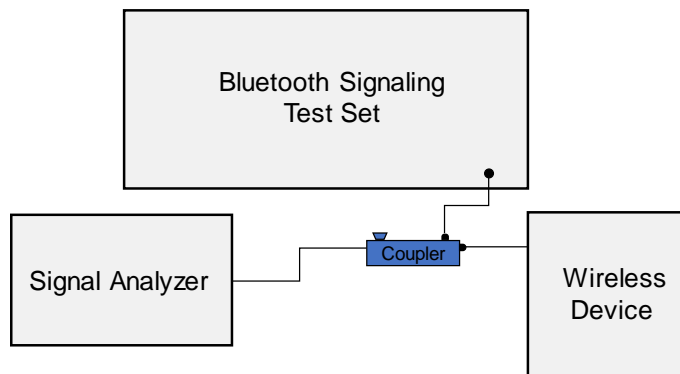 Bluetooth Signaling
Test Set
Signal Analyzer
Coupler
Wireless
Device